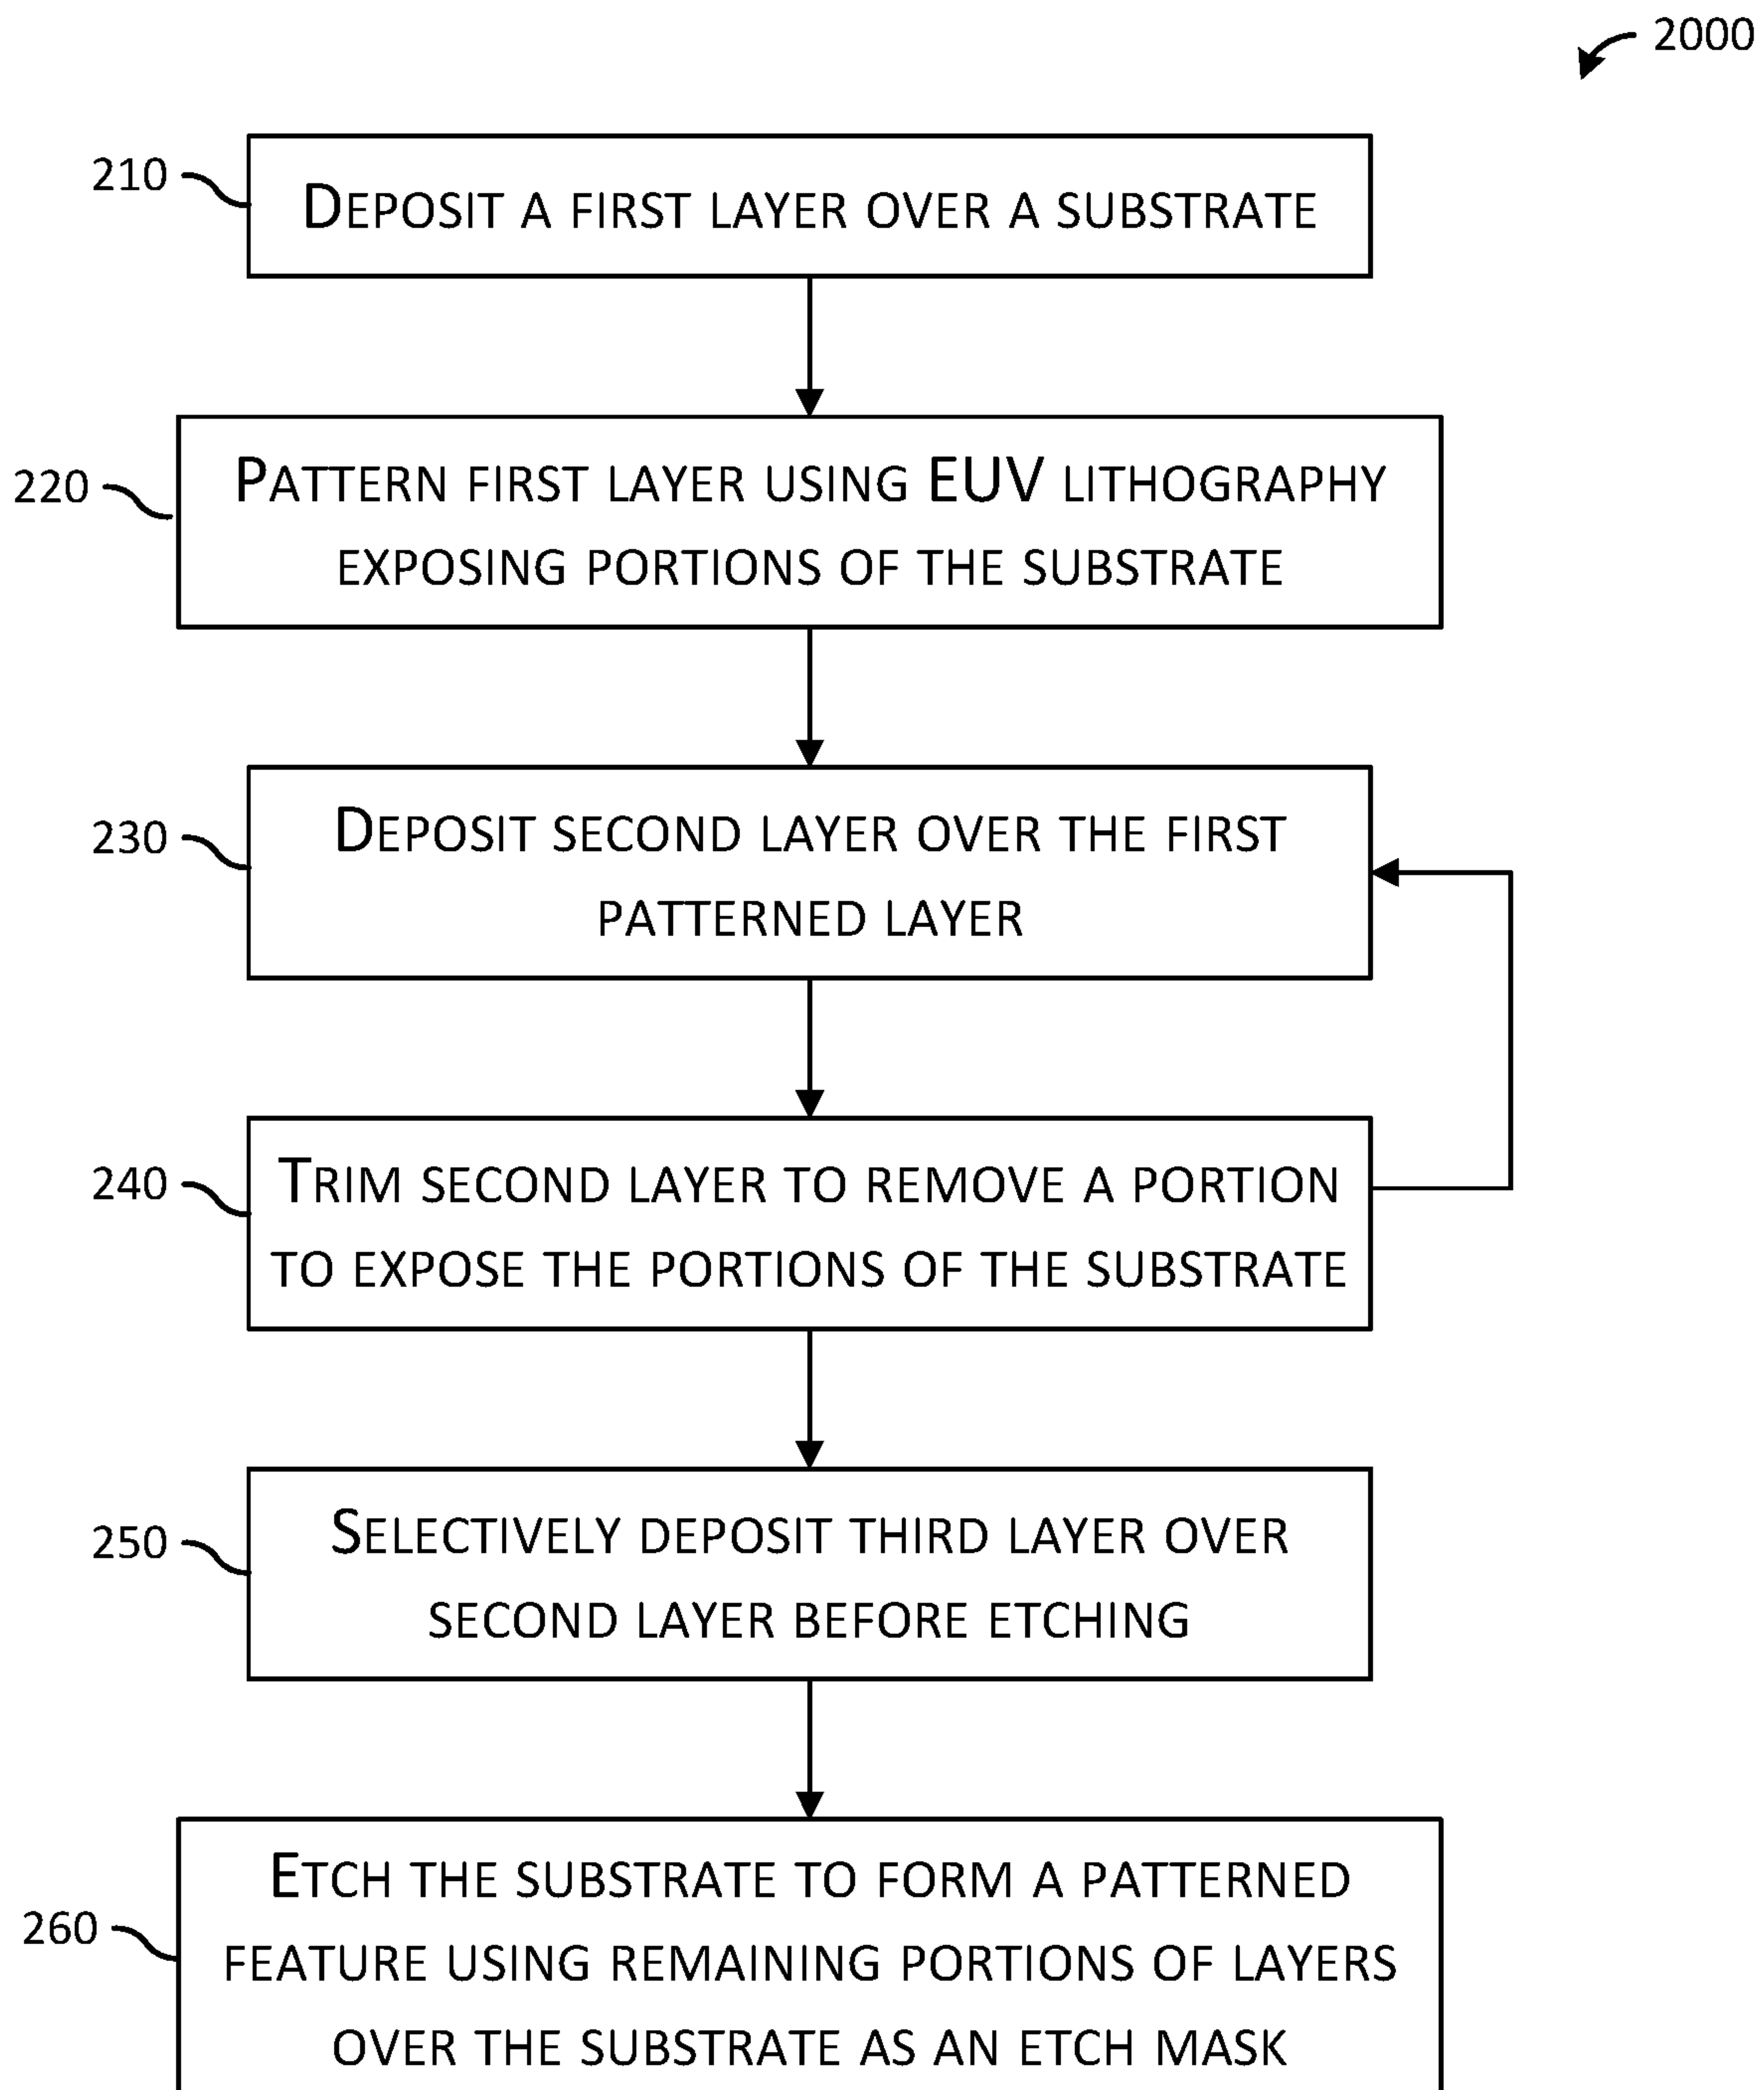 2000
210
DEPOSIT A FIRST LAYER OVER A SUBSTRATE
220
PATTERN FIRST LAYER USING EUV LITHOGRAPHY
EXPOSING PORTIONS OF THE SUBSTRATE
230
DEPOSIT SECOND LAYER OVER THE FIRST
PATTERNED LAYER
240
TRIM SECOND LAYER TO REMOVE A PORTION
TO EXPOSE THE PORTIONS OF THE SUBSTRATE
250
SELECTIVELY DEPOSIT THIRD LAYER OVER
SECOND LAYER BEFORE ETCHING
260
ETCH THE SUBSTRATE TO FORM A PATTERNED
FEATURE USING REMAINING PORTIONS OF LAYERS
OVER THE SUBSTRATE AS AN ETCH MASK